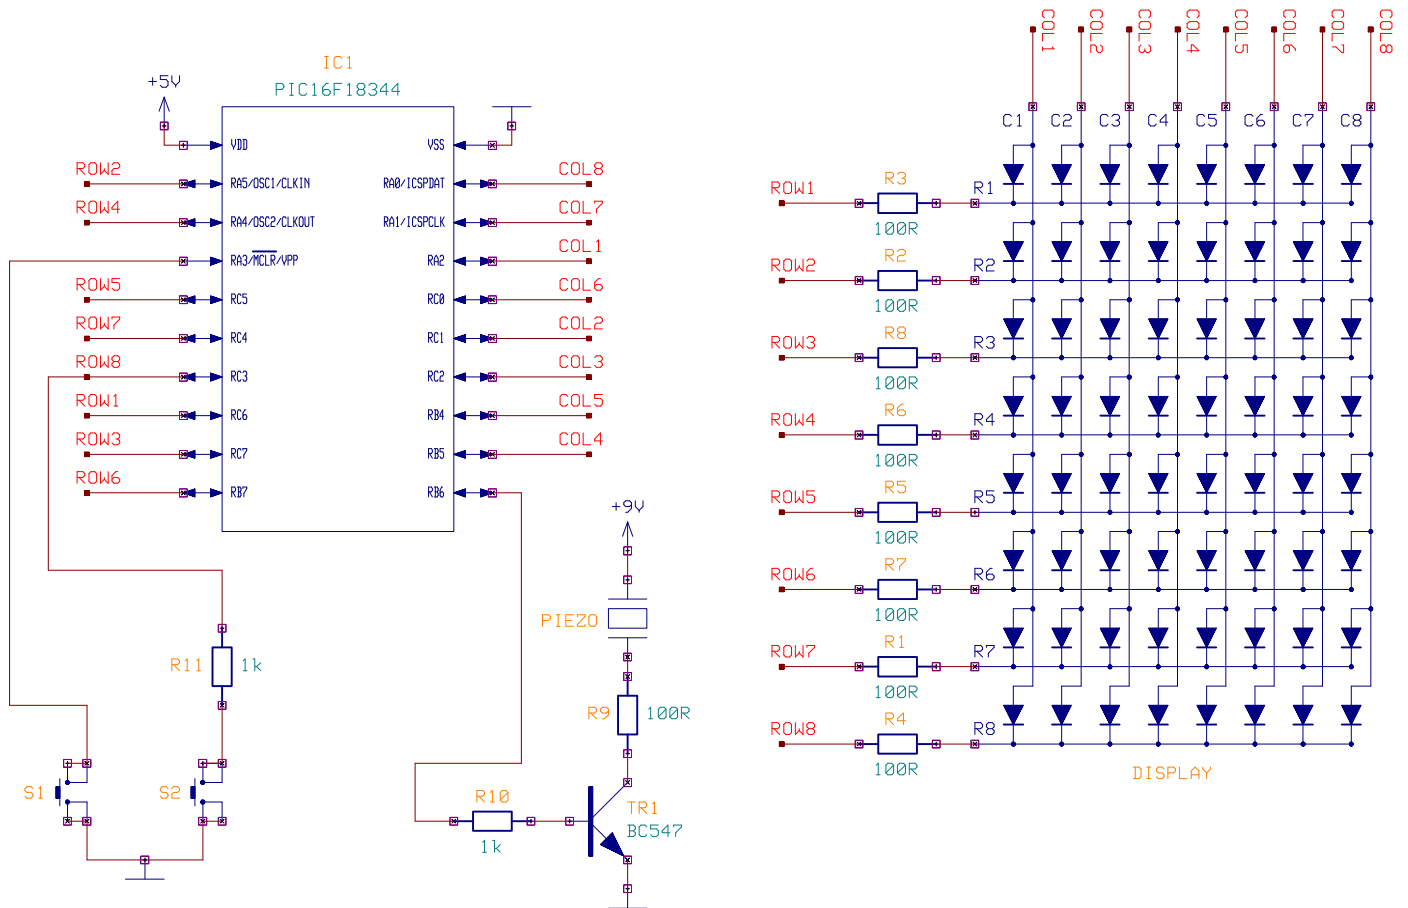 IC1
PIC16F18344
+5V
VDD
VSS
ROW2
RA5/OSC1/CLKIN
RA0/ICSPDAT
COL8
ROW4
RA4/OSC2/CLKOUT
RA1/ICSPCLK
COL7
RA3/MCLR/VPP
RA2
COL1
ROW5
RC5
RC0
COL6
ROW7
RC4
RC1
COL2
ROW8
RC3
RC2
COL3
ROW1
RC6
RB4
COL5
ROW3
RC7
RB5
COL4
ROW6
RB7
RB6
+9V
PIEZO
R11
1k
R9
100R
S1
S2
R10
1k
TR1
BC547
COL1
COL2
COL3
COL4
COL5
COL6
COL7
COL8
C1
C2
C3
C4
C5
C6
C7
C8
ROW1
R3
100R
R1
ROW2
R2
100R
R2
ROW3
R8
100R
R3
ROW4
R6
100R
R4
ROW5
R5
100R
R5
ROW6
R7
100R
R6
ROW7
R1
100R
R7
ROW8
R4
100R
R8
DISPLAY